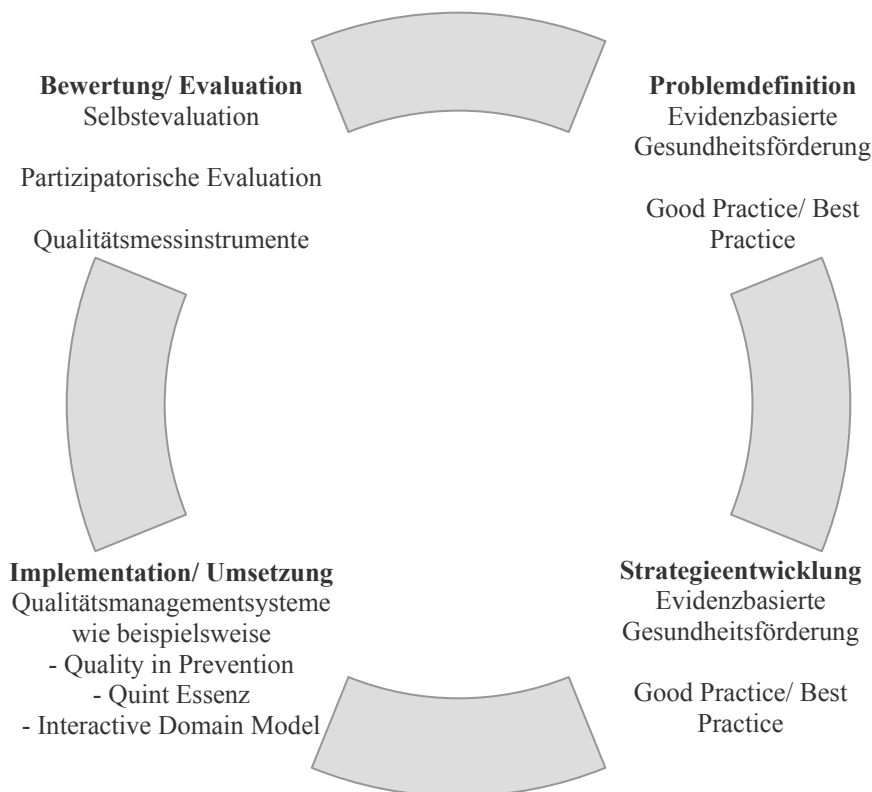 Bewertung/ Evaluation
Selbstevaluation
Partizipatorische Evaluation
Qualitätsmessinstrumente
Problemdefinition
Evidenzbasierte
Gesundheitsförderung
Good Practice/ Best
Practice
Implementation/ Umsetzung
Qualitätsmanagementsysteme
wie beispielsweise
- Quality in Prevention
- Quint Essenz
- Interactive Domain Model
Strategieentwicklung
Evidenzbasierte
Gesundheitsförderung
Good Practice/ Best
Practice